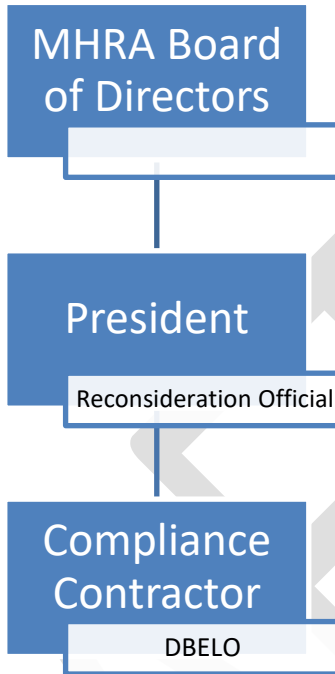 MHRA Board
of Directors
President
Reconsideration Official
Compliance
Contractor
DBELO